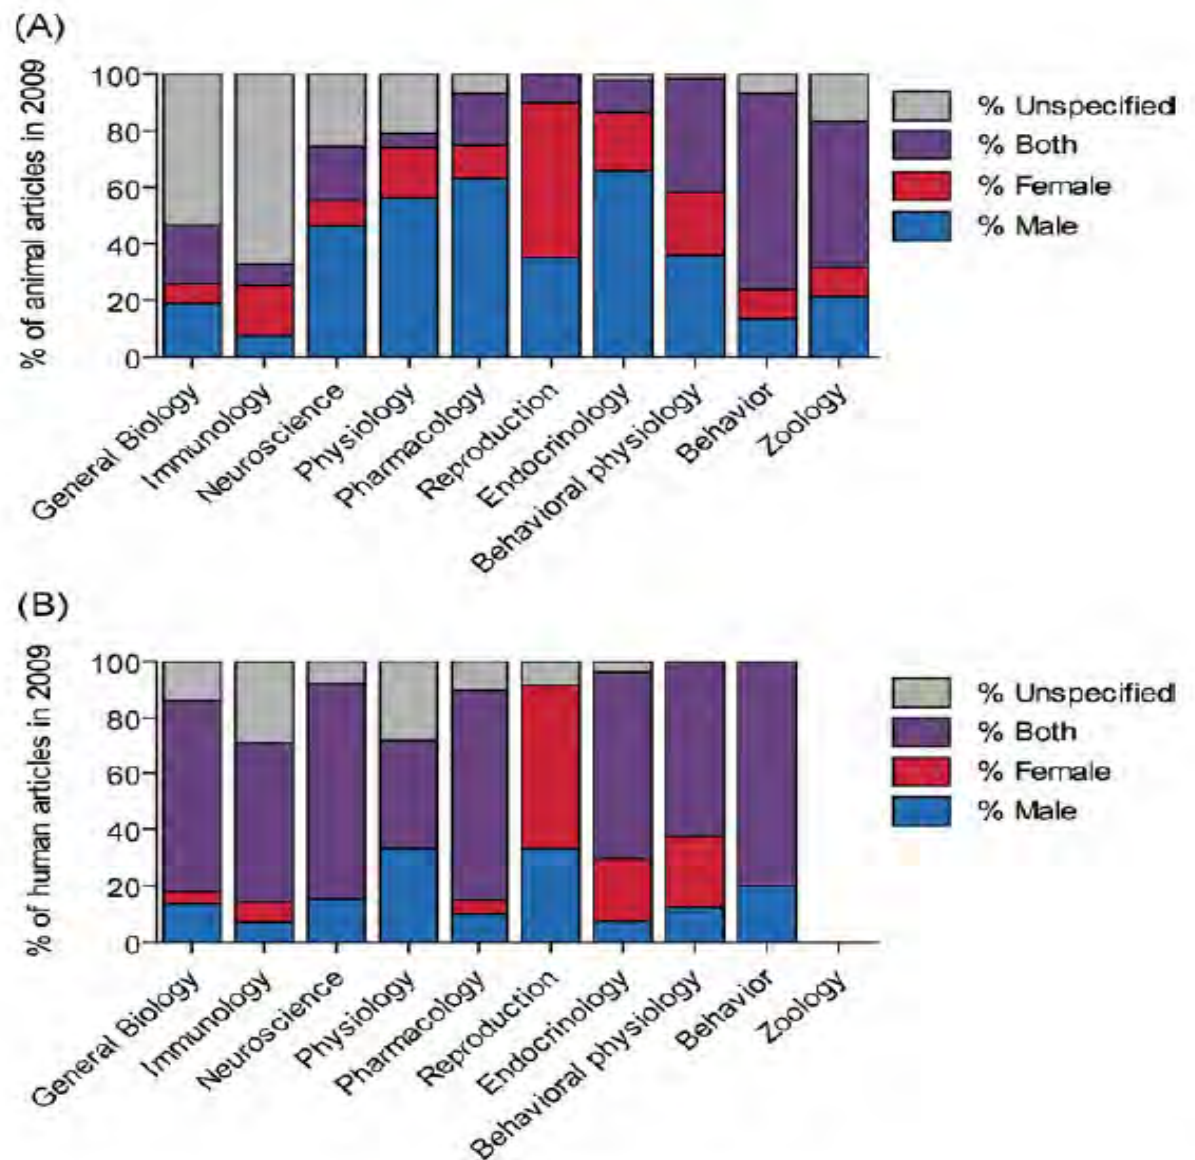 (A)
% of animal articles in 2009
100
80
60
40
20
0
General Biology
Immunology
Neuroscience
Physiology
Pharmacology
Reproduction
Endocrinology
Behavioral physiology
Behavior
Zoology
% Unspecified
% Both
% Female
% Male
(B)
% of human articles in 2009
100
80
60
40
20
0
General Biology
Immunology
Neuroscience
Physiology
Pharmacology
Reproduction
Endocrinology
Behavioral physiology
Behavior
Zoology
% Unspecified
% Both
% Female
% Male